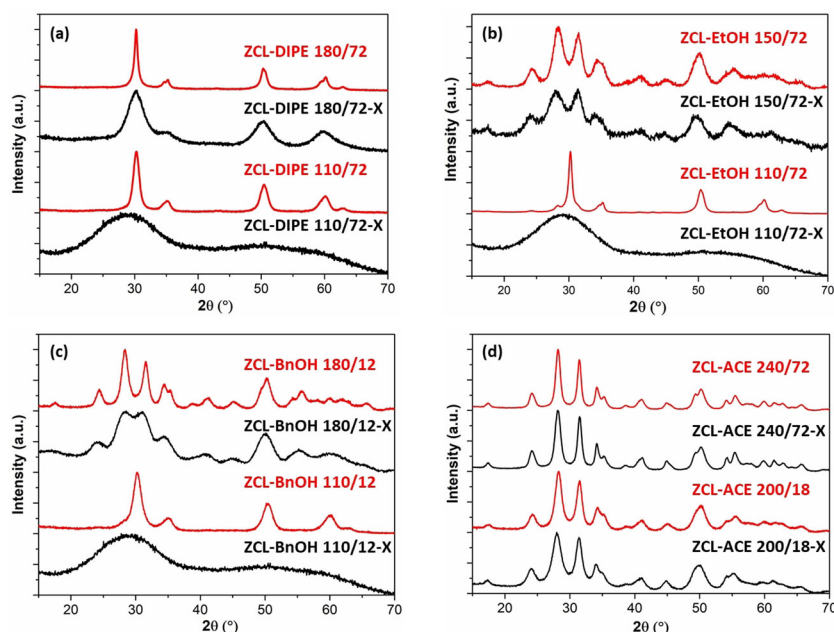 (a)
ZCL-DIPE 180/72
ZCL-DIPE 180/72-X
ZCL-DIPE 110/72
ZCL-DIPE 110/72-X
Intensity (a.u.)
20 30 40 50 60 70
2θ (°)
(b)
ZCL-EtOH 150/72
ZCL-EtOH 150/72-X
ZCL-EtOH 110/72
ZCL-EtOH 110/72-X
Intensity (a.u.)
20 30 40 50 60 70
2θ (°)
(c)
ZCL-BnOH 180/12
ZCL-BnOH 180/12-X
ZCL-BnOH 110/12
ZCL-BnOH 110/12-X
Intensity (a.u.)
20 30 40 50 60 70
2θ (°)
(d)
ZCL-ACE 240/72
ZCL-ACE 240/72-X
ZCL-ACE 200/18
ZCL-ACE 200/18-X
Intensity (a.u.)
20 30 40 50 60 70
2θ (°)